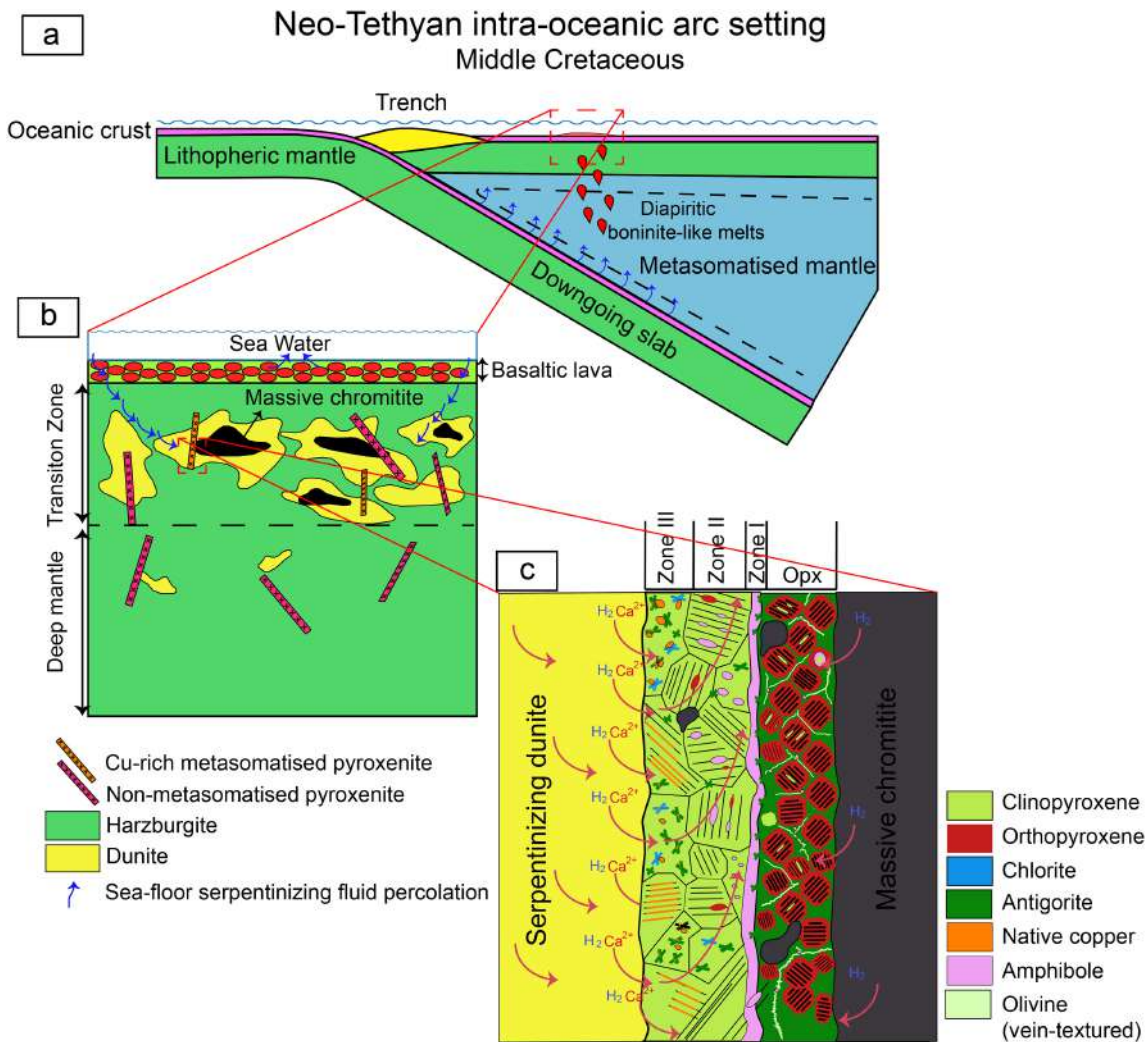 a
Neo-Tethyan intra-oceanic arc setting
Middle Cretaceous
Trench
Oceanic crust
Lithopheric mantle
Diapiritic
boninite-like melts
Metasomatised mantle
Downgoing slab
b
Sea Water
Basaltic lava
Massive chromitite
Transiton Zone
Deep mantle
Cu-rich metasomatised pyroxenite
Non-metasomatised pyroxenite
Harzburgite
Dunite
Sea-floor serpentinizing fluid percolation
c
Zone III
Zone II
Zone I
Opx
Serpentinizing dunite
H₂ Ca²⁺
H₂ Ca²⁺
H₂ Ca²⁺
H₂ Ca²⁺
H₂ Ca²⁺
H₂ Ca²⁺
H₂ Ca²⁺
H₂
H₂
H₂
Massive chromitite
Clinopyroxene
Orthopyroxene
Chlorite
Antigorite
Native copper
Amphibole
Olivine
(vein-textured)